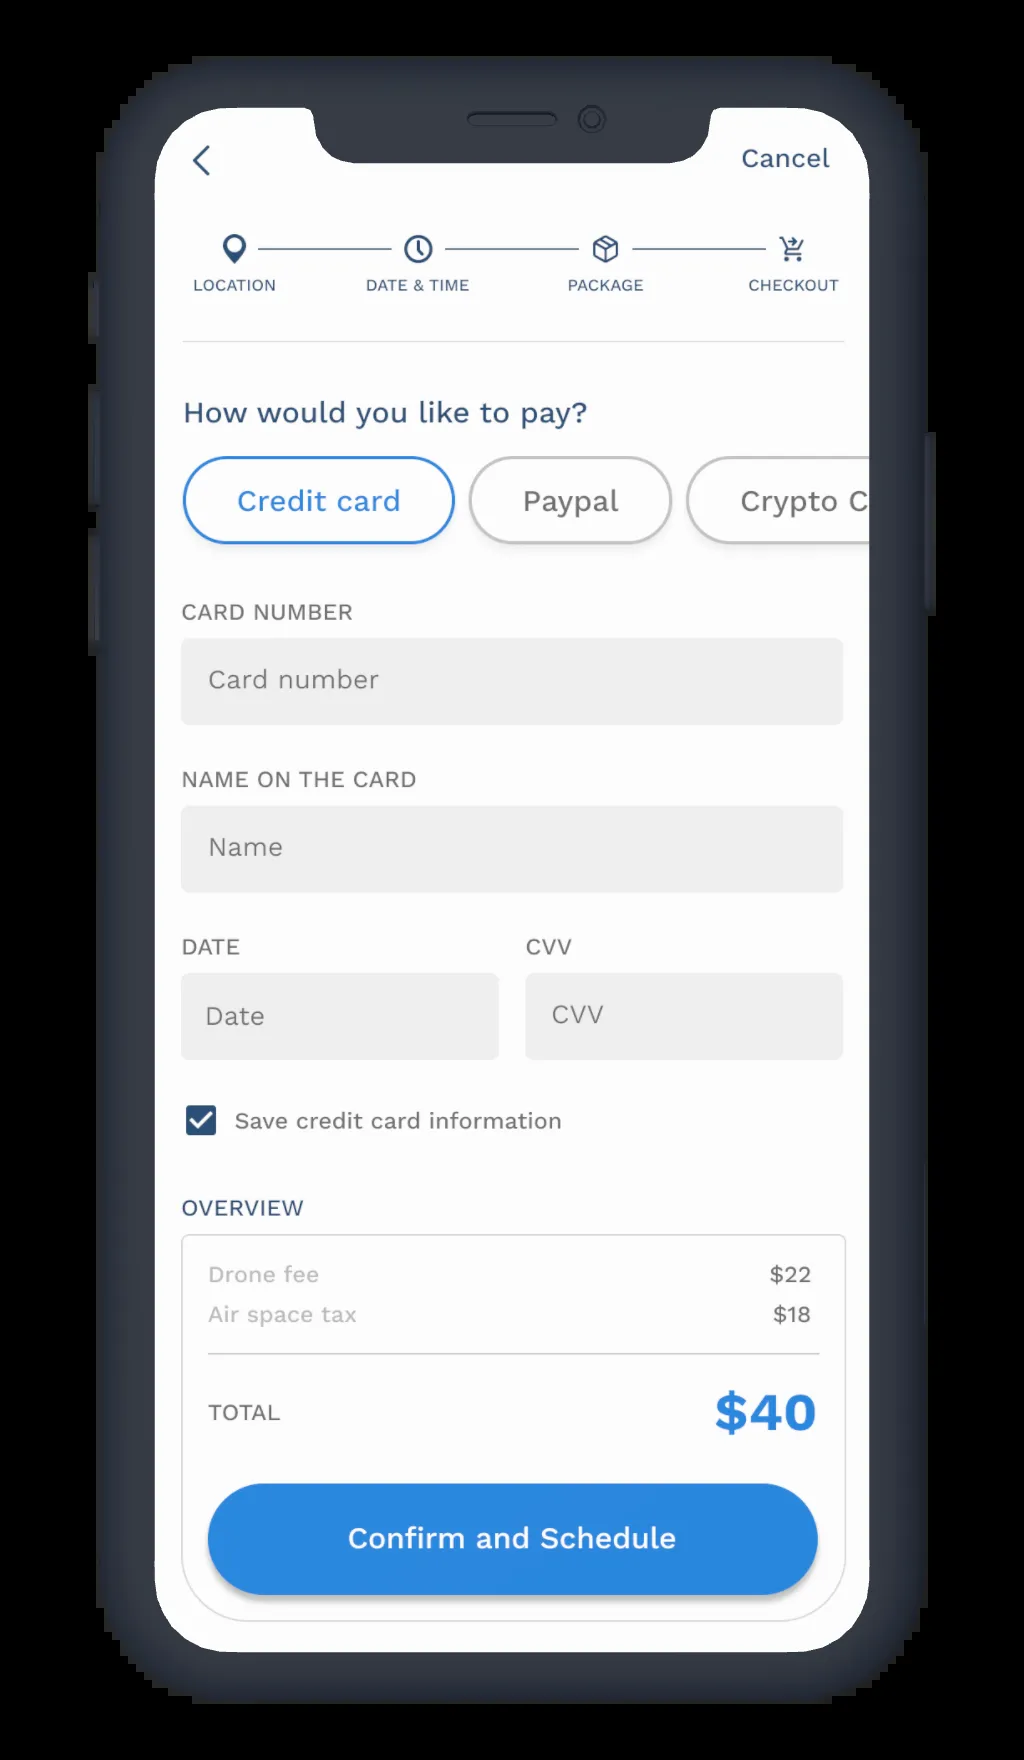 Cancel
LOCATION DATE & TIME PACKAGE CHECKOUT
How would you like to pay?
Credit card Paypal Crypto C
CARD NUMBER
Card number
NAME ON THE CARD
Name
DATE CVV
Date CVV
Save credit card information
OVERVIEW
Drone fee $22
Air space tax $18
TOTAL $40
Confirm and Schedule